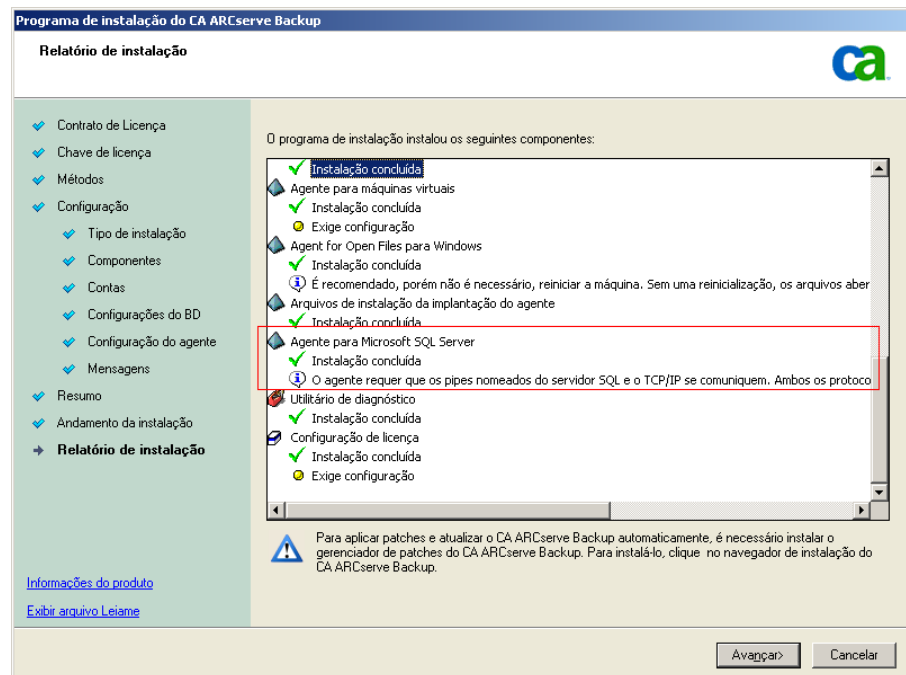 Programa de instalação do CA ARCserve Backup
Relatório de instalação
ca
Contrato de Licença
Chave de licença
Métodos
Configuração
Tipo de instalação
Componentes
Contas
Configurações do BD
Configuração do agente
Mensagens
Resumo
Andamento da instalação
Relatório de instalação
Informações do produto
Exibir arquivo Leiame
O programa de instalação instalou os seguintes componentes:
Instalação concluída
Agente para máquinas virtuais
Instalação concluída
Exige configuração
Agent for Open Files para Windows
Instalação concluída
É recomendado, porém não é necessário, reiniciar a máquina. Sem uma reinicialização, os arquivos aber
Arquivos de instalação da implantação do agente
Instalação concluída
Agente para Microsoft SQL Server
Instalação concluída
O agente requer que os pipes nomeados do servidor SQL e o TCP/IP se comuniquem. Ambos os protoco
Utilitário de diagnóstico
Instalação concluída
Configuração de licença
Instalação concluída
Exige configuração
Para aplicar patches e atualizar o CA ARCserve Backup automaticamente, é necessário instalar o
gerenciador de patches do CA ARCserve Backup. Para instalá-lo, clique no navegador de instalação do
CA ARCserve Backup.
Avançar>
Cancelar